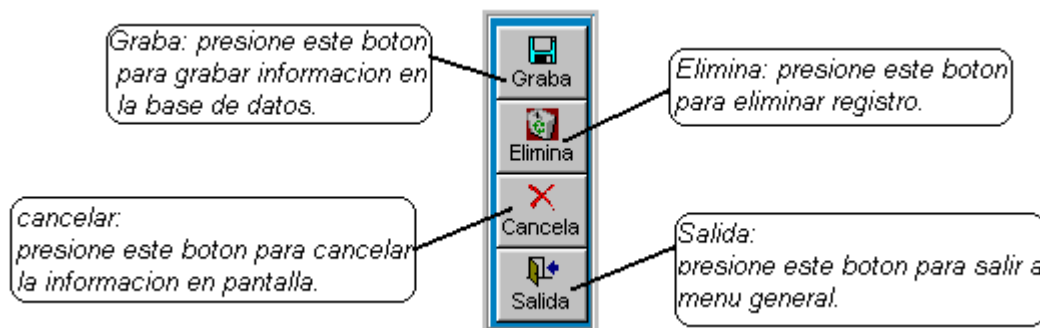 Graba: presione este boton
para grabar informacion en
la base de datos.
Graba
Elimina: presione este boton
para eliminar registro.
Elimina
cancelar:
presione este boton para cancelar
la informacion en pantalla.
Cancela
Salida:
presione este boton para salir a
menu general.
Salida